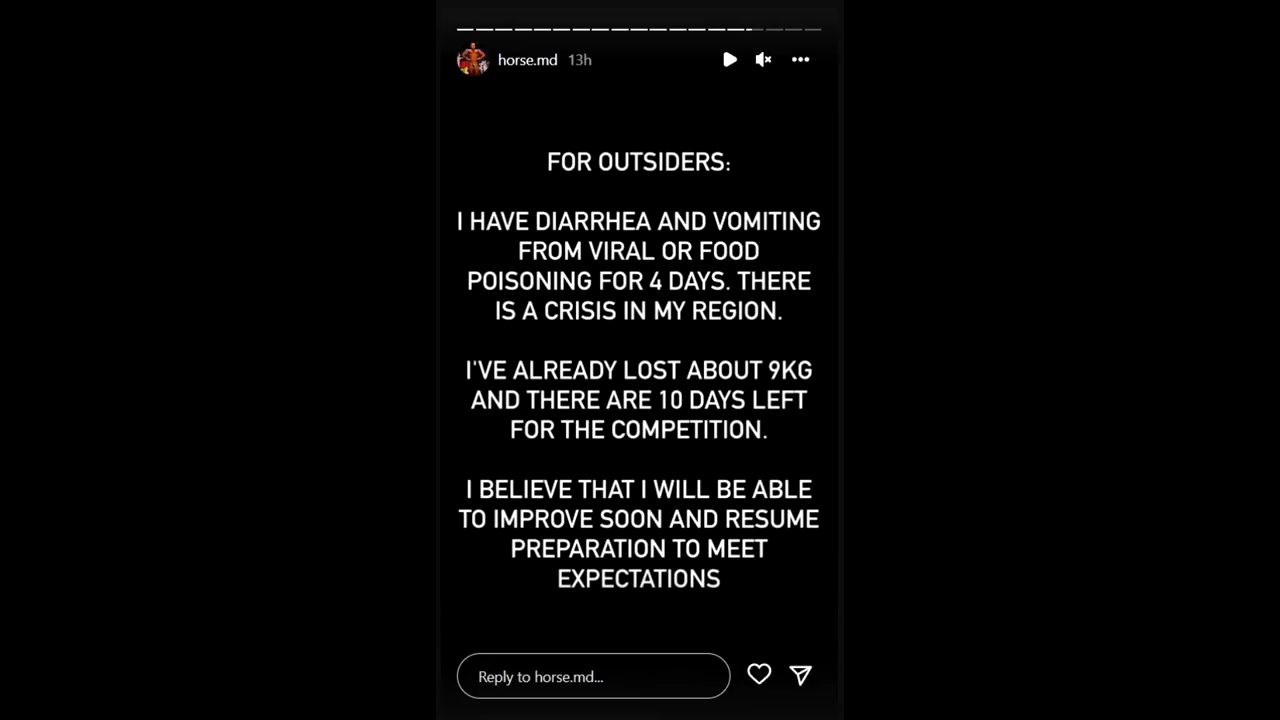 horse.md 13h
FOR OUTSIDERS:
I HAVE DIARRHEA AND VOMITING
FROM VIRAL OR FOOD
POISONING FOR 4 DAYS. THERE
IS A CRISIS IN MY REGION.
I'VE ALREADY LOST ABOUT 9KG
AND THERE ARE 10 DAYS LEFT
FOR THE COMPETITION.
I BELIEVE THAT I WILL BE ABLE
TO IMPROVE SOON AND RESUME
PREPARATION TO MEET
EXPECTATIONS
Reply to horse.md...